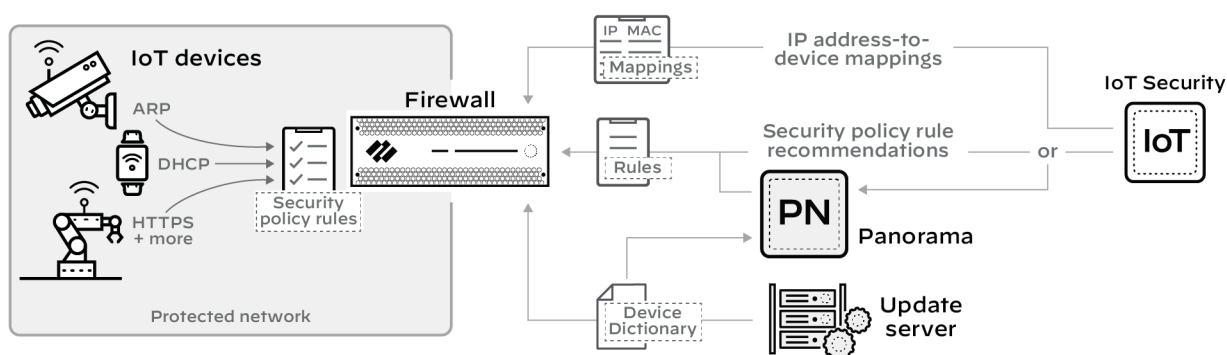 IoT devices
ARP
DHCP
HTTPS
+ more
Security
policy rules
Protected network
Firewall
IP MAC
Mappings
IP address-to-
device mappings
Rules
Security policy rule
recommendations
or
IoT Security
IoT
PN
Panorama
Device
Dictionary
Update
server